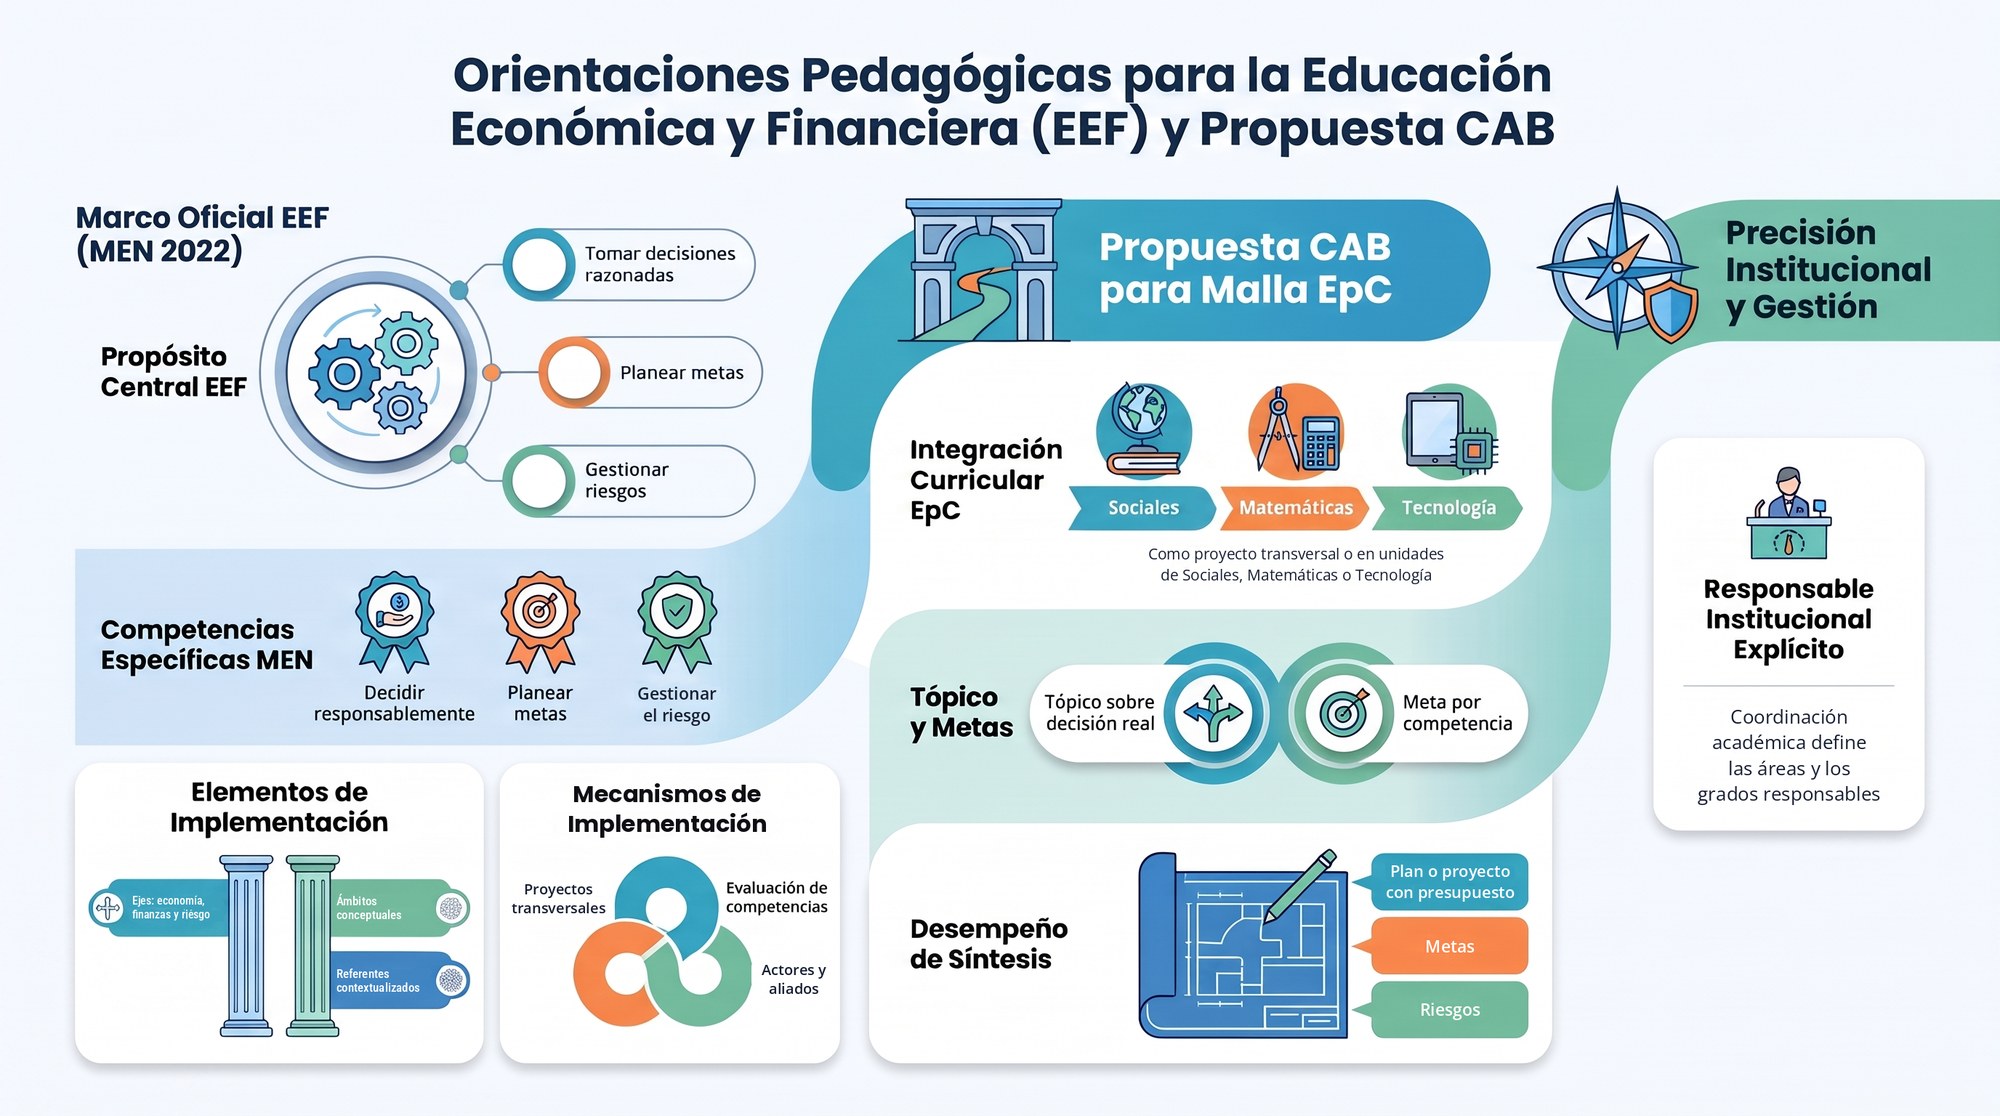 Orientaciones Pedagógicas para la Educación
Económica y Financiera (EEF) y Propuesta CAB
Marco Oficial EEF
(MEN 2022)
Propósito
Central EEF
Tomar decisiones
razonadas
Planear metas
Gestionar
riesgos
Competencias
Específicas MEN
Decidir
responsablemente
Planear
metas
Gestionar
el riesgo
Elementos de
Implementación
Ejes: economía,
finanzas y riésgo
Ámbitos
conceptuales
Referentes
contextualizados
Mecanismos de
Implementación
Proyectos
transversales
Evaluación de
competencias
Actores y
aliados
Propuesta CAB
para Malla EpC
Integración
Curricular
EpC
Sociales
Matemáticas
Tecnología
Como proyecto transversal o en unidades
de Sociales, Matemáticas o Tecnología
Tópico
y Metas
Tópico sobre
decisión real
Meta por
competencia
Desempeño
de Síntesis
Plan o proyecto
con presupuesto
Metas
Riesgos
Precisión
Institucional
y Gestión
Responsable
Institucional
Explícito
Coordinación
académica define
las áreas y los
grados responsables